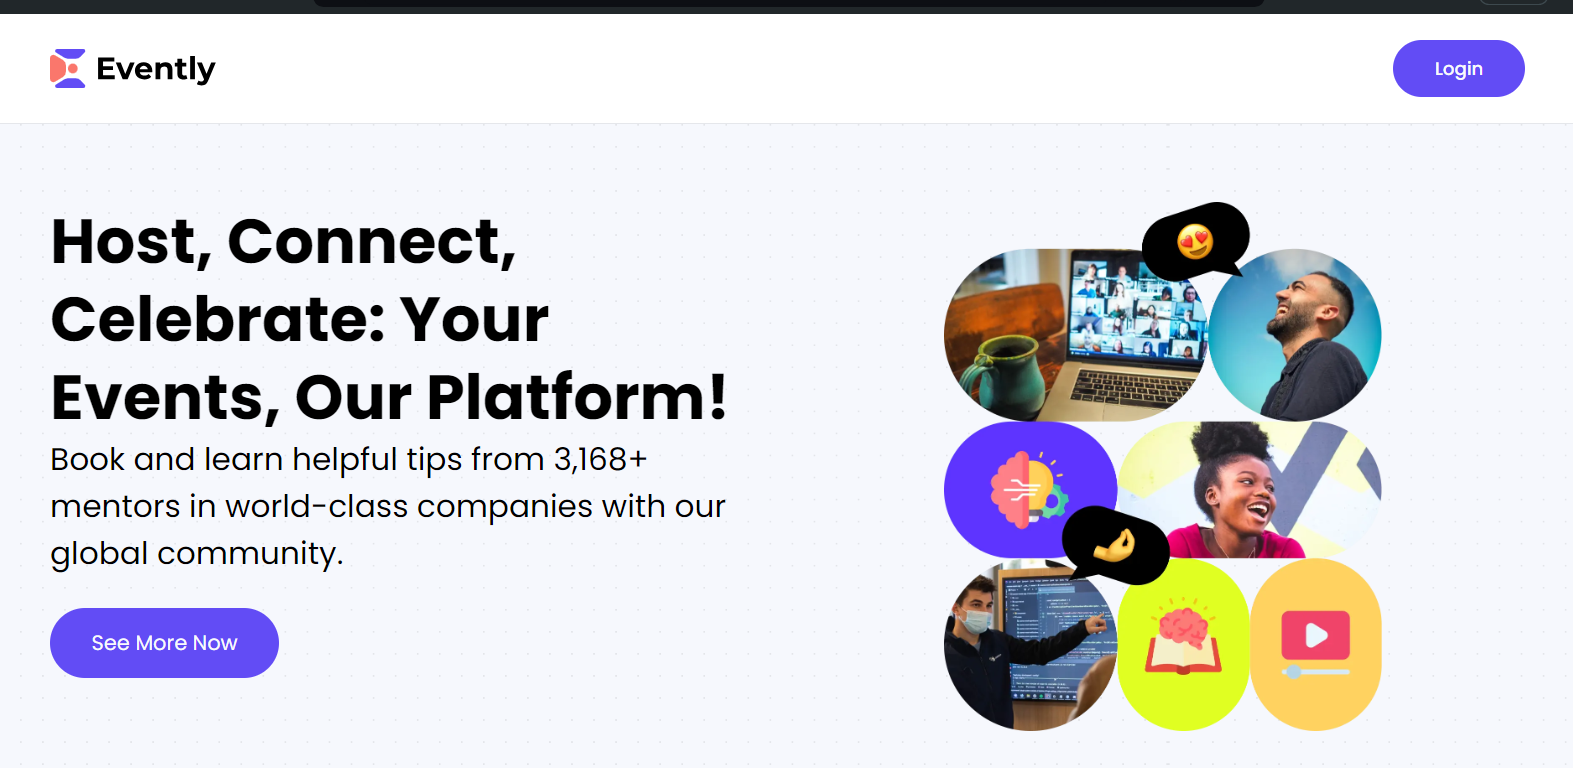 Evently
Login
Host, Connect,
Celebrate: Your
Events, Our Platform!
Book and learn helpful tips from 3,168+
mentors in world-class companies with our
global community.
See More Now